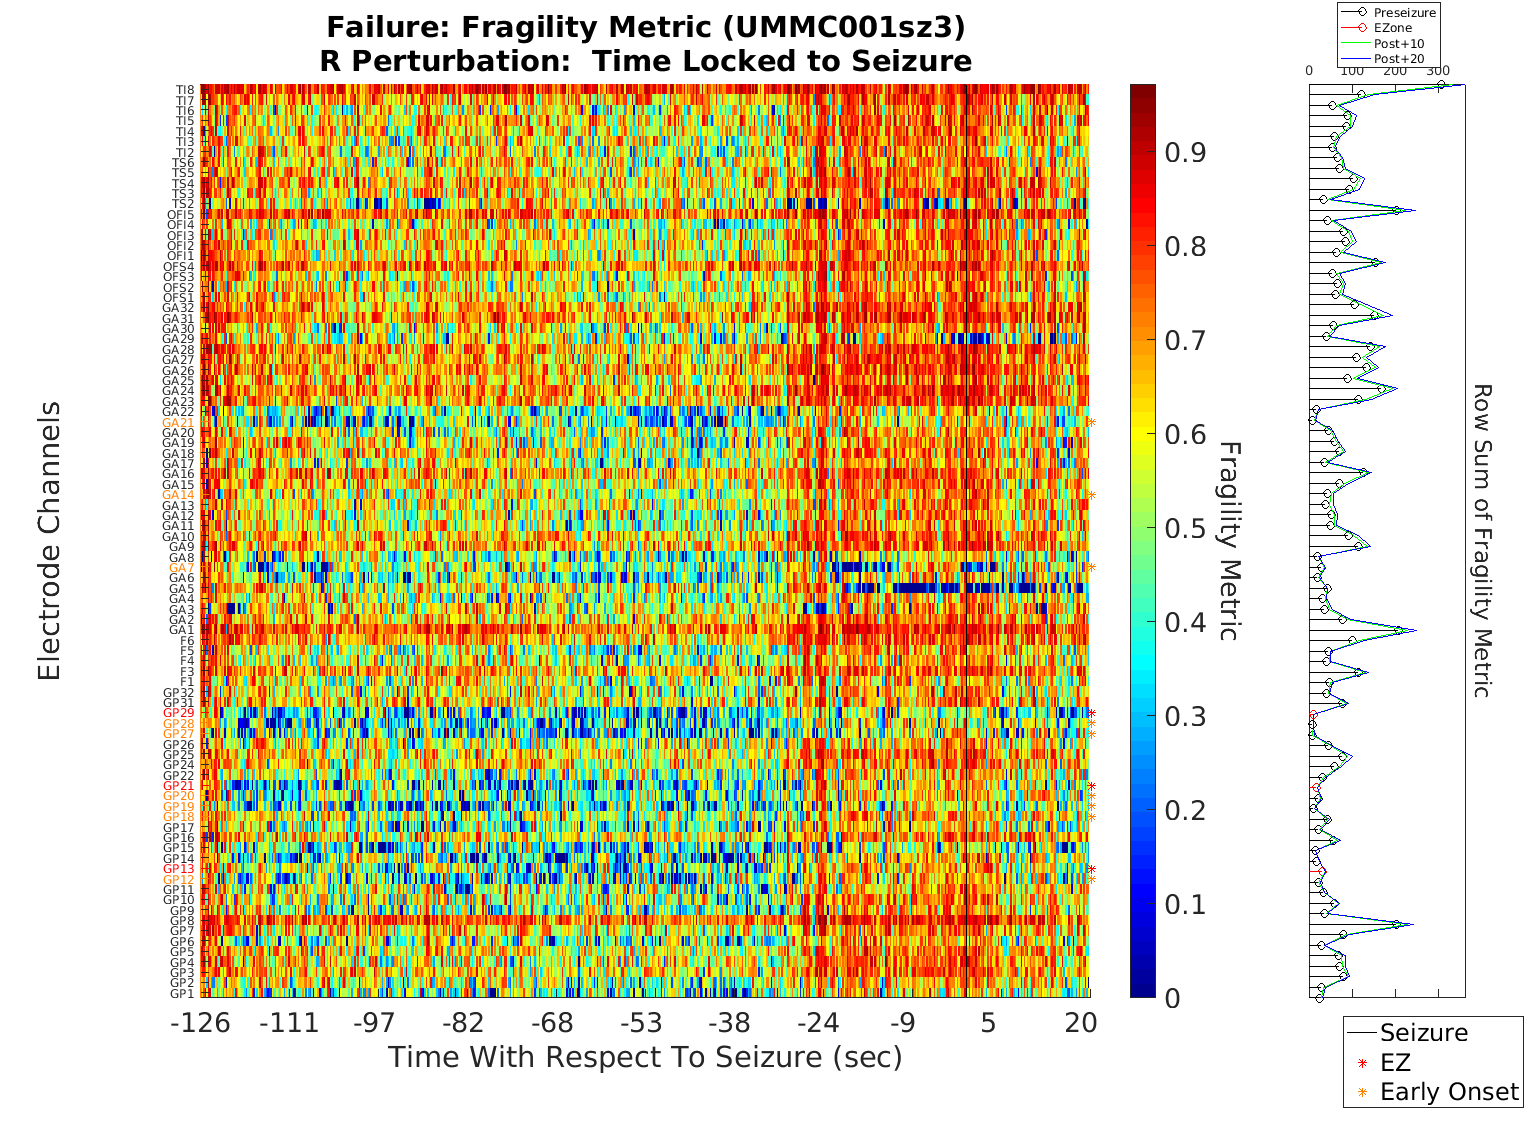 Failure: Fragility Metric (UMMC001sz3)
R Perturbation: Time Locked to Seizure
Preseizure
EZone
Post+10
Post+20
0 100 200 300
Electrode Channels
TI8
TI7
TI6
TI5
TI4
TI3
TI2
TS6
TS5
TS4
TS3
TS2
OFI5
OFI4
OFI3
OFI2
OFI1
OFS4
OFS3
OFS2
OFS1
GA32
GA31
GA30
GA29
GA28
GA27
GA26
GA25
GA24
GA23
GA22
GA21
GA20
GA19
GA18
GA17
GA16
GA15
GA14
GA13
GA12
GA11
GA10
GA9
GA8
GA7
GA6
GA5
GA4
GA3
GA2
GA1
F6
F5
F4
F3
F1
GP32
GP31
GP29
GP28
GP27
GP26
GP25
GP24
GP22
GP21
GP20
GP19
GP18
GP17
GP16
GP15
GP14
GP13
GP12
GP11
GP10
GP9
GP8
GP7
GP6
GP5
GP4
GP3
GP2
GP1
-126 -111 -97 -82 -68 -53 -38 -24 -9 5 20
Time With Respect To Seizure (sec)
0.9
0.8
0.7
0.6
0.5
0.4
0.3
0.2
0.1
0
Fragility Metric
Row Sum of Fragility Metric
Seizure
EZ
Early Onset